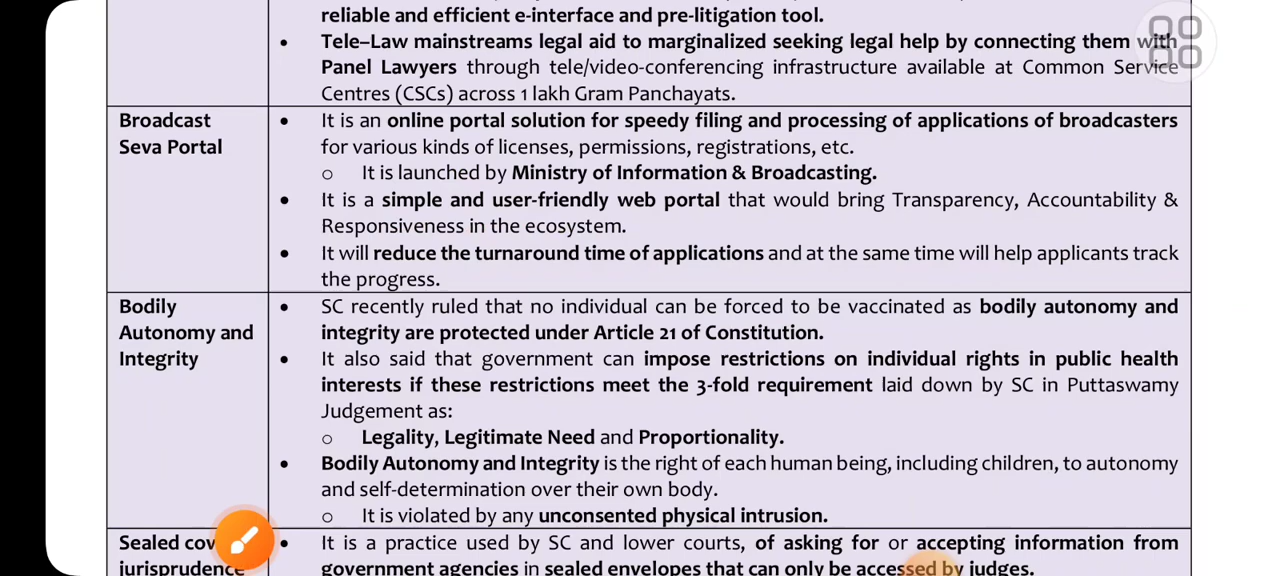 reliable and efficient e-interface and pre-litigation tool.
• Tele–Law mainstreams legal aid to marginalized seeking legal help by connecting them with
Panel Lawyers through tele/video-conferencing infrastructure available at Common Service
Centres (CSCs) across 1 lakh Gram Panchayats.
Broadcast
Seva Portal
• It is an online portal solution for speedy filing and processing of applications of broadcasters
for various kinds of licenses, permissions, registrations, etc.
o It is launched by Ministry of Information & Broadcasting.
• It is a simple and user-friendly web portal that would bring Transparency, Accountability &
Responsiveness in the ecosystem.
• It will reduce the turnaround time of applications and at the same time will help applicants track
the progress.
Bodily
Autonomy and
Integrity
• SC recently ruled that no individual can be forced to be vaccinated as bodily autonomy and
integrity are protected under Article 21 of Constitution.
• It also said that government can impose restrictions on individual rights in public health
interests if these restrictions meet the 3-fold requirement laid down by SC in Puttaswamy
Judgement as:
o Legality, Legitimate Need and Proportionality.
• Bodily Autonomy and Integrity is the right of each human being, including children, to autonomy
and self-determination over their own body.
o It is violated by any unconsented physical intrusion.
Sealed cov
jurisprudence
• It is a practice used by SC and lower courts, of asking for or accepting information from
government agencies in sealed envelopes that can only be accessed by judges.